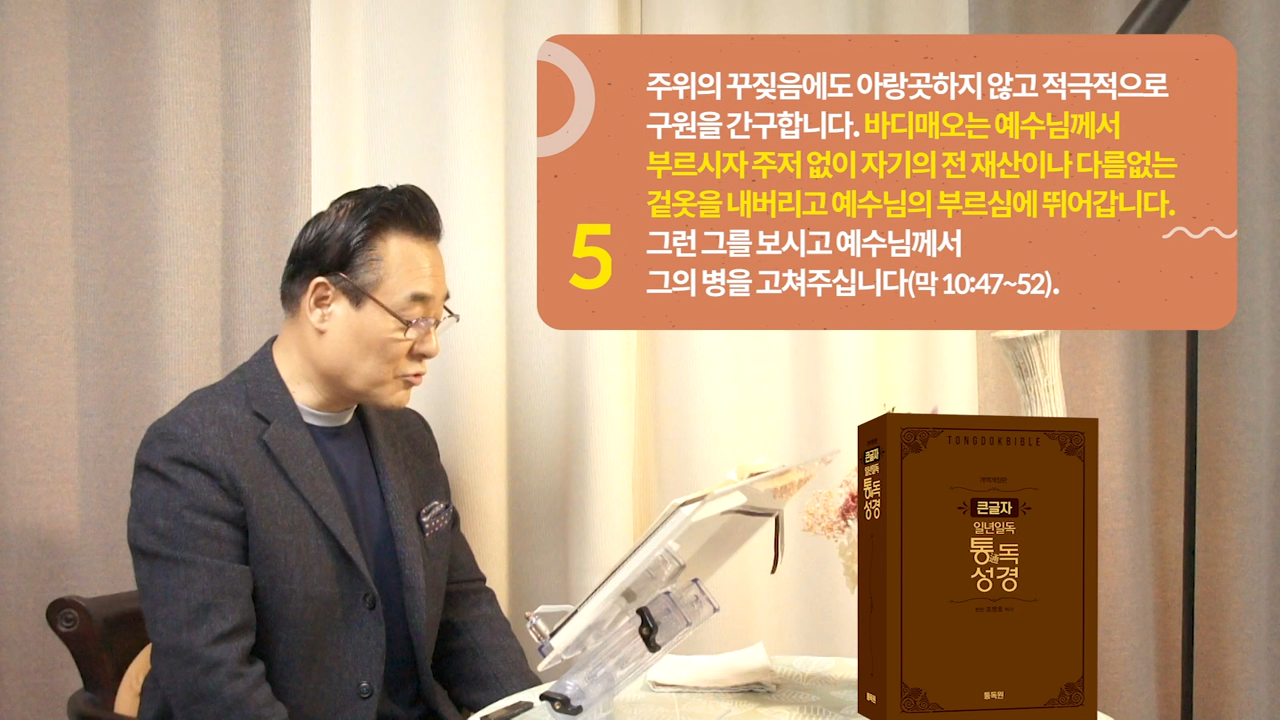 주위의 꾸짖음에도 아랑곳하지 않고 적극적으로
구원을 간구합니다. 바디매오는 예수님께서
부르시자 주저 없이 자기의 전 재산이나 다름없는
겉옷을 내버리고 예수님의 부르심에 뛰어갑니다.
5
그런 그를 보시고 예수님께서
그의 병을 고쳐주십니다(막 10:47~52).
TONGDOKBIBLE
큰글자
일년일독
통독
성경
통독원
큰글자
일년일독
통독
성경
통독원